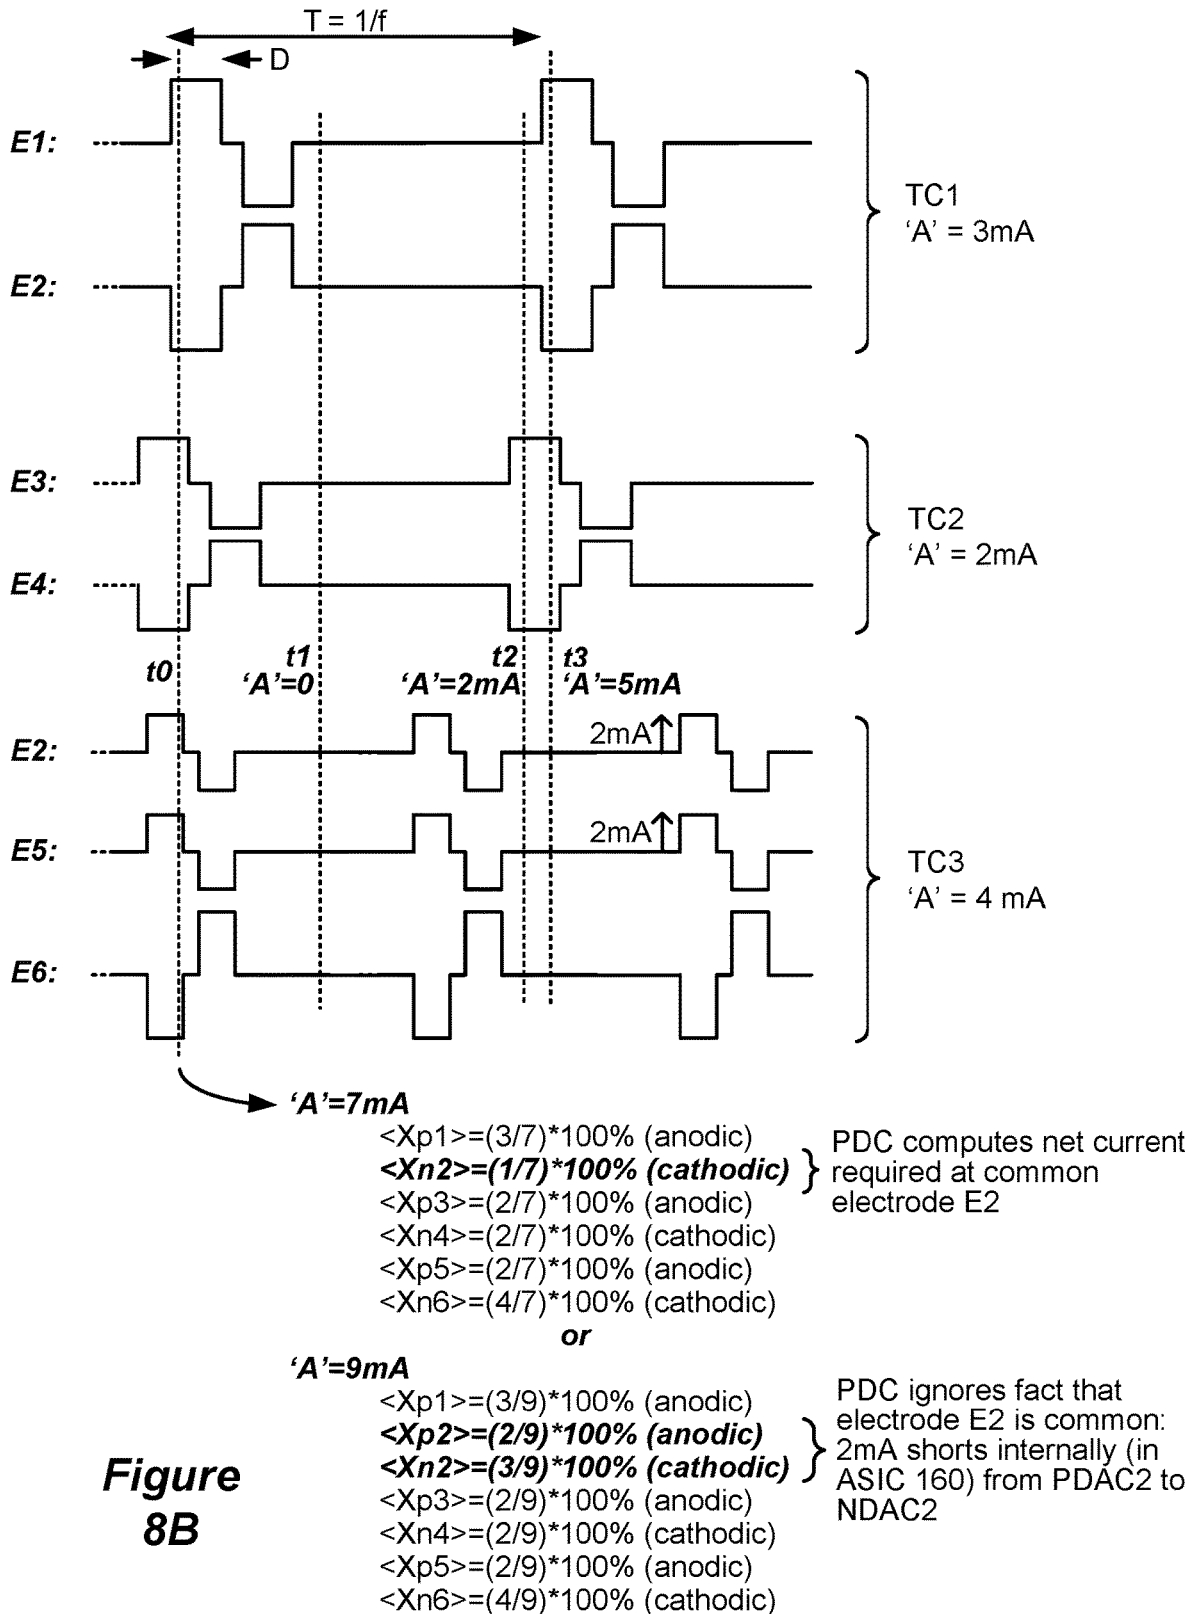 T = 1/f
D
E1:
TC1
‘A’ = 3mA
E2:
E3:
TC2
‘A’ = 2mA
E4:
t0
t1
‘A’=0
t2
‘A’=2mA
t3
‘A’=5mA
E2:
2mA
E5:
2mA
TC3
‘A’ = 4 mA
E6:
‘A’=7mA
<Xp1>=(3/7)*100% (anodic)
<Xn2>=(1/7)*100% (cathodic)
<Xp3>=(2/7)*100% (anodic)
<Xn4>=(2/7)*100% (cathodic)
<Xp5>=(2/7)*100% (anodic)
<Xn6>=(4/7)*100% (cathodic)
PDC computes net current
required at common
electrode E2
or
‘A’=9mA
<Xp1>=(3/9)*100% (anodic)
<Xp2>=(2/9)*100% (anodic)
<Xn2>=(3/9)*100% (cathodic)
<Xp3>=(2/9)*100% (anodic)
<Xn4>=(2/9)*100% (cathodic)
<Xp5>=(2/9)*100% (anodic)
<Xn6>=(4/9)*100% (cathodic)
PDC ignores fact that
electrode E2 is common:
2mA shorts internally (in
ASIC 160) from PDAC2 to
NDAC2
Figure
8B